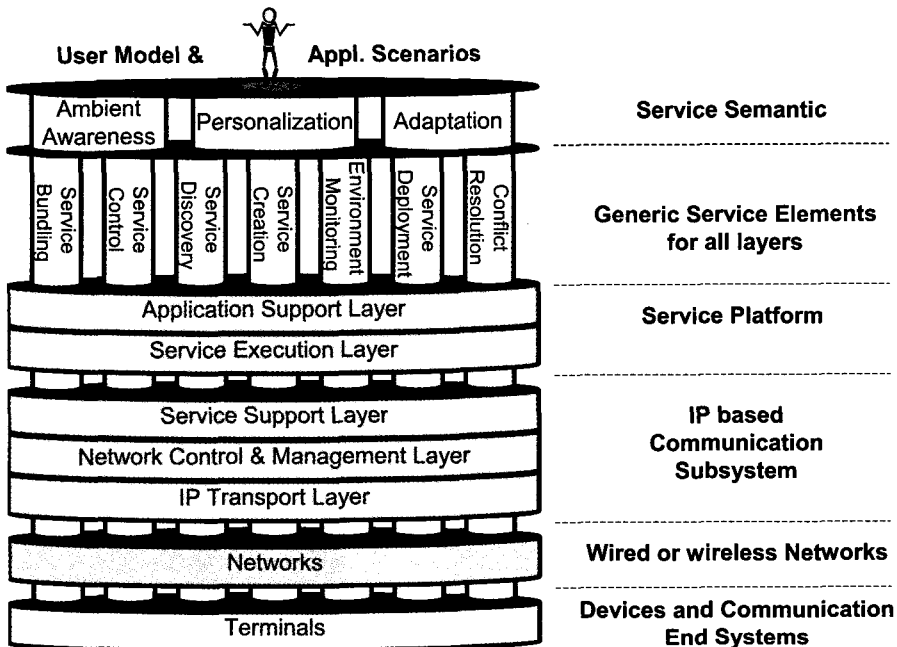 User Model & Appl. Scenarios
Ambient
Awareness
Personalization
Adaptation
Service Semantic
Service
Bundling
Service
Control
Service
Discovery
Service
Creation
Environment
Monitoring
Service
Deployment
Conflict
Resolution
Generic Service Elements
for all layers
Application Support Layer
Service Execution Layer
Service Platform
Service Support Layer
Network Control & Management Layer
IP Transport Layer
IP based
Communication
Subsystem
Networks
Wired or wireless Networks
Terminals
Devices and Communication
End Systems